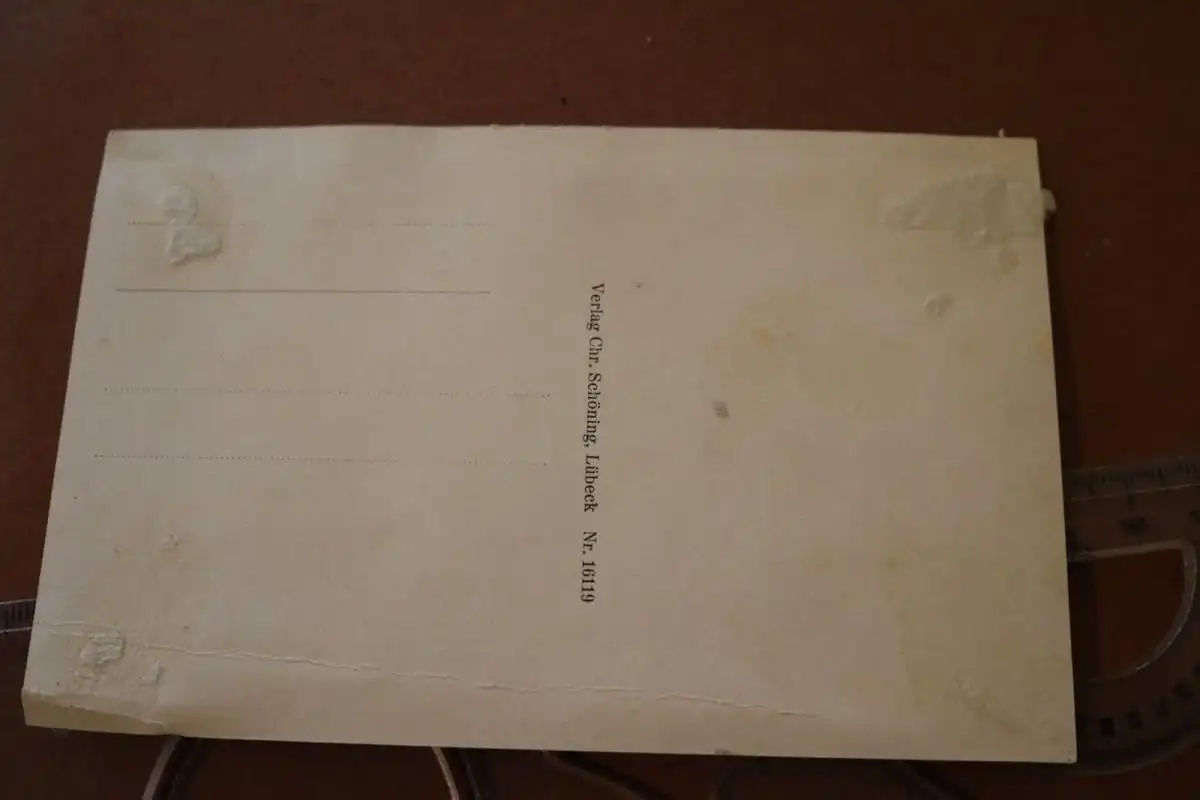 Verlag Chr. Schöning, Lübeck Nr. 16119